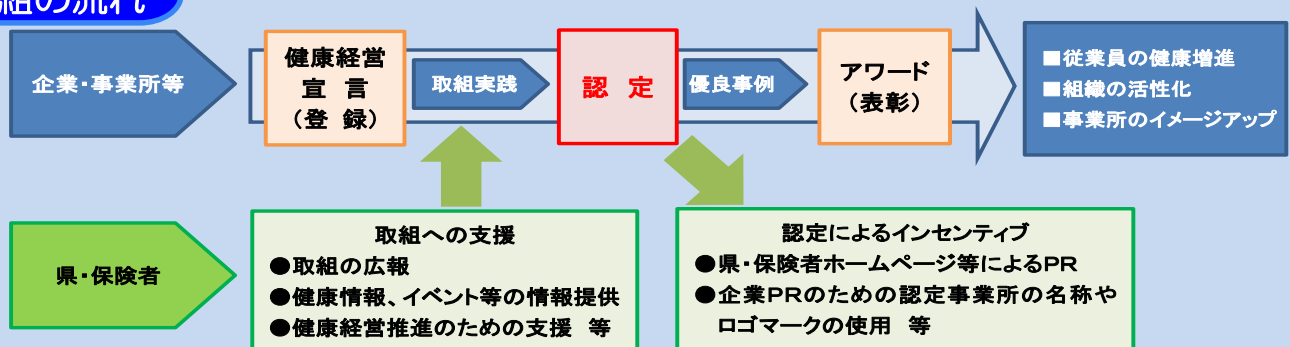 組の流れ
企業・事業所等
健康経営
宣 言
（登 録）
取組実践
認 定
優良事例
アワード
（表彰）
■従業員の健康増進
■組織の活性化
■事業所のイメージアップ
県・保険者
取組への支援
●取組の広報
●健康情報、イベント等の情報提供
●健康経営推進のための支援 等
認定によるインセンティブ
●県・保険者ホームページ等によるPR
●企業PRのための認定事業所の名称や
ロゴマークの使用 等